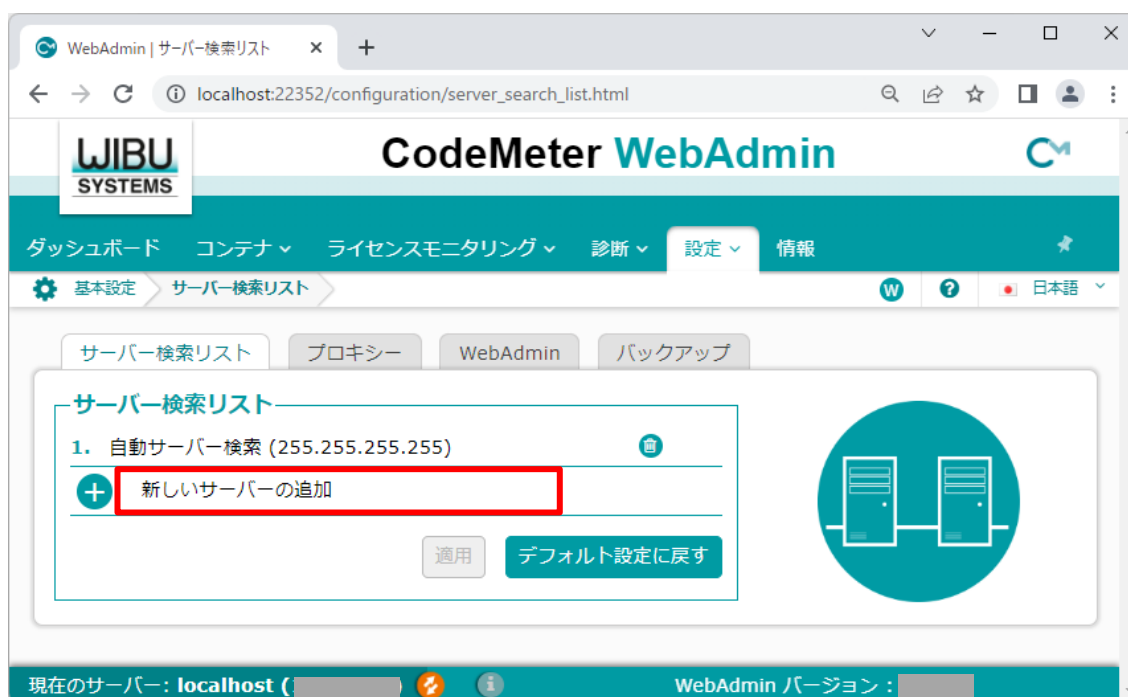 WebAdmin | サーバー検索リスト
localhost:22352/configuration/server_search_list.html
WIBU
SYSTEMS
CodeMeter WebAdmin
ダッシュボード コンテナ ライセンスモニタリング 診断 設定 情報
基本設定 サーバー検索リスト W ? 日本語
サーバー検索リスト プロキシー WebAdmin バックアップ
サーバー検索リスト
1. 自動サーバー検索 (255.255.255.255)
新しいサーバーの追加
適用 デフォルト設定に戻す
現在のサーバー: localhost ( ) WebAdmin バージョン :